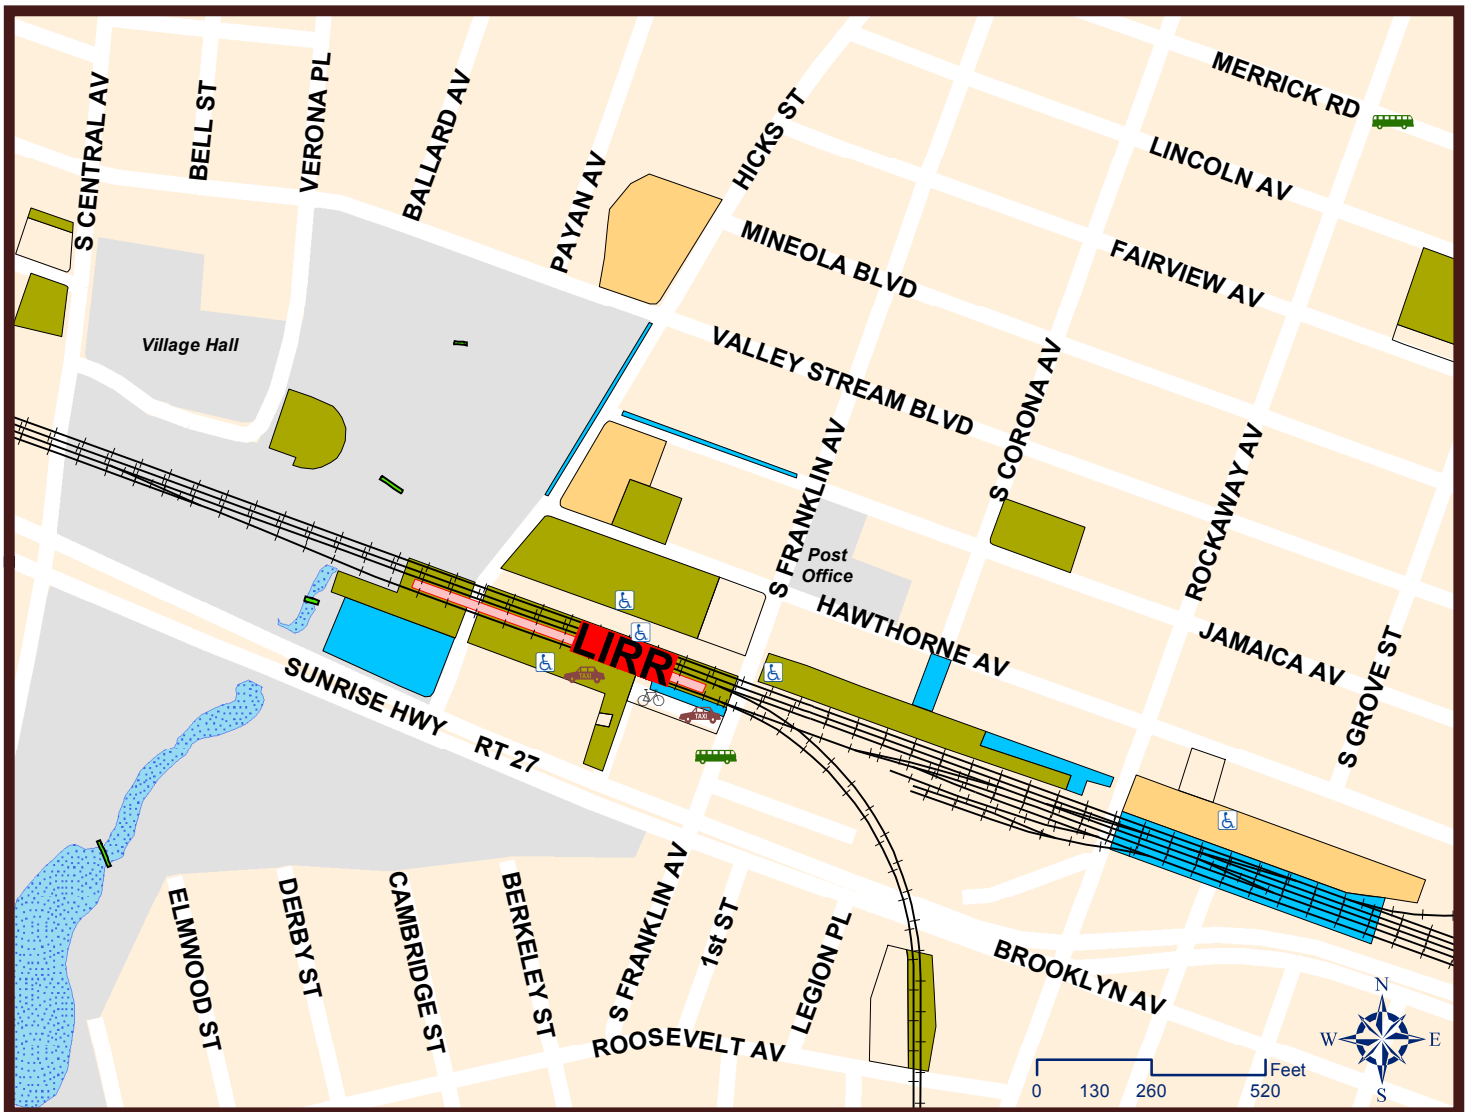 MERRICK RD
LINCOLN AV
FAIRVIEW AV
S CENTRAL AV
BELL ST
VERONA PL
BALLARD AV
PAYAN AV
HICKS ST
MINEOLA BLVD
VALLEY STREAM BLVD
Village Hall
S FRANKLIN AV
S CORONA AV
ROCKAWAY AV
Post
Office
HAWTHORNE AV
JAMAICA AV
S GROVE ST
LIRR
TAXI
TAXI
SUNRISE HWY
RT 27
ELMWOOD ST
DERBY ST
CAMBRIDGE ST
BERKELEY ST
S FRANKLIN AV
1st ST
LEGION PL
BROOKLYN AV
ROOSEVELT AV
N
W
E
S
Feet
0 130 260 520